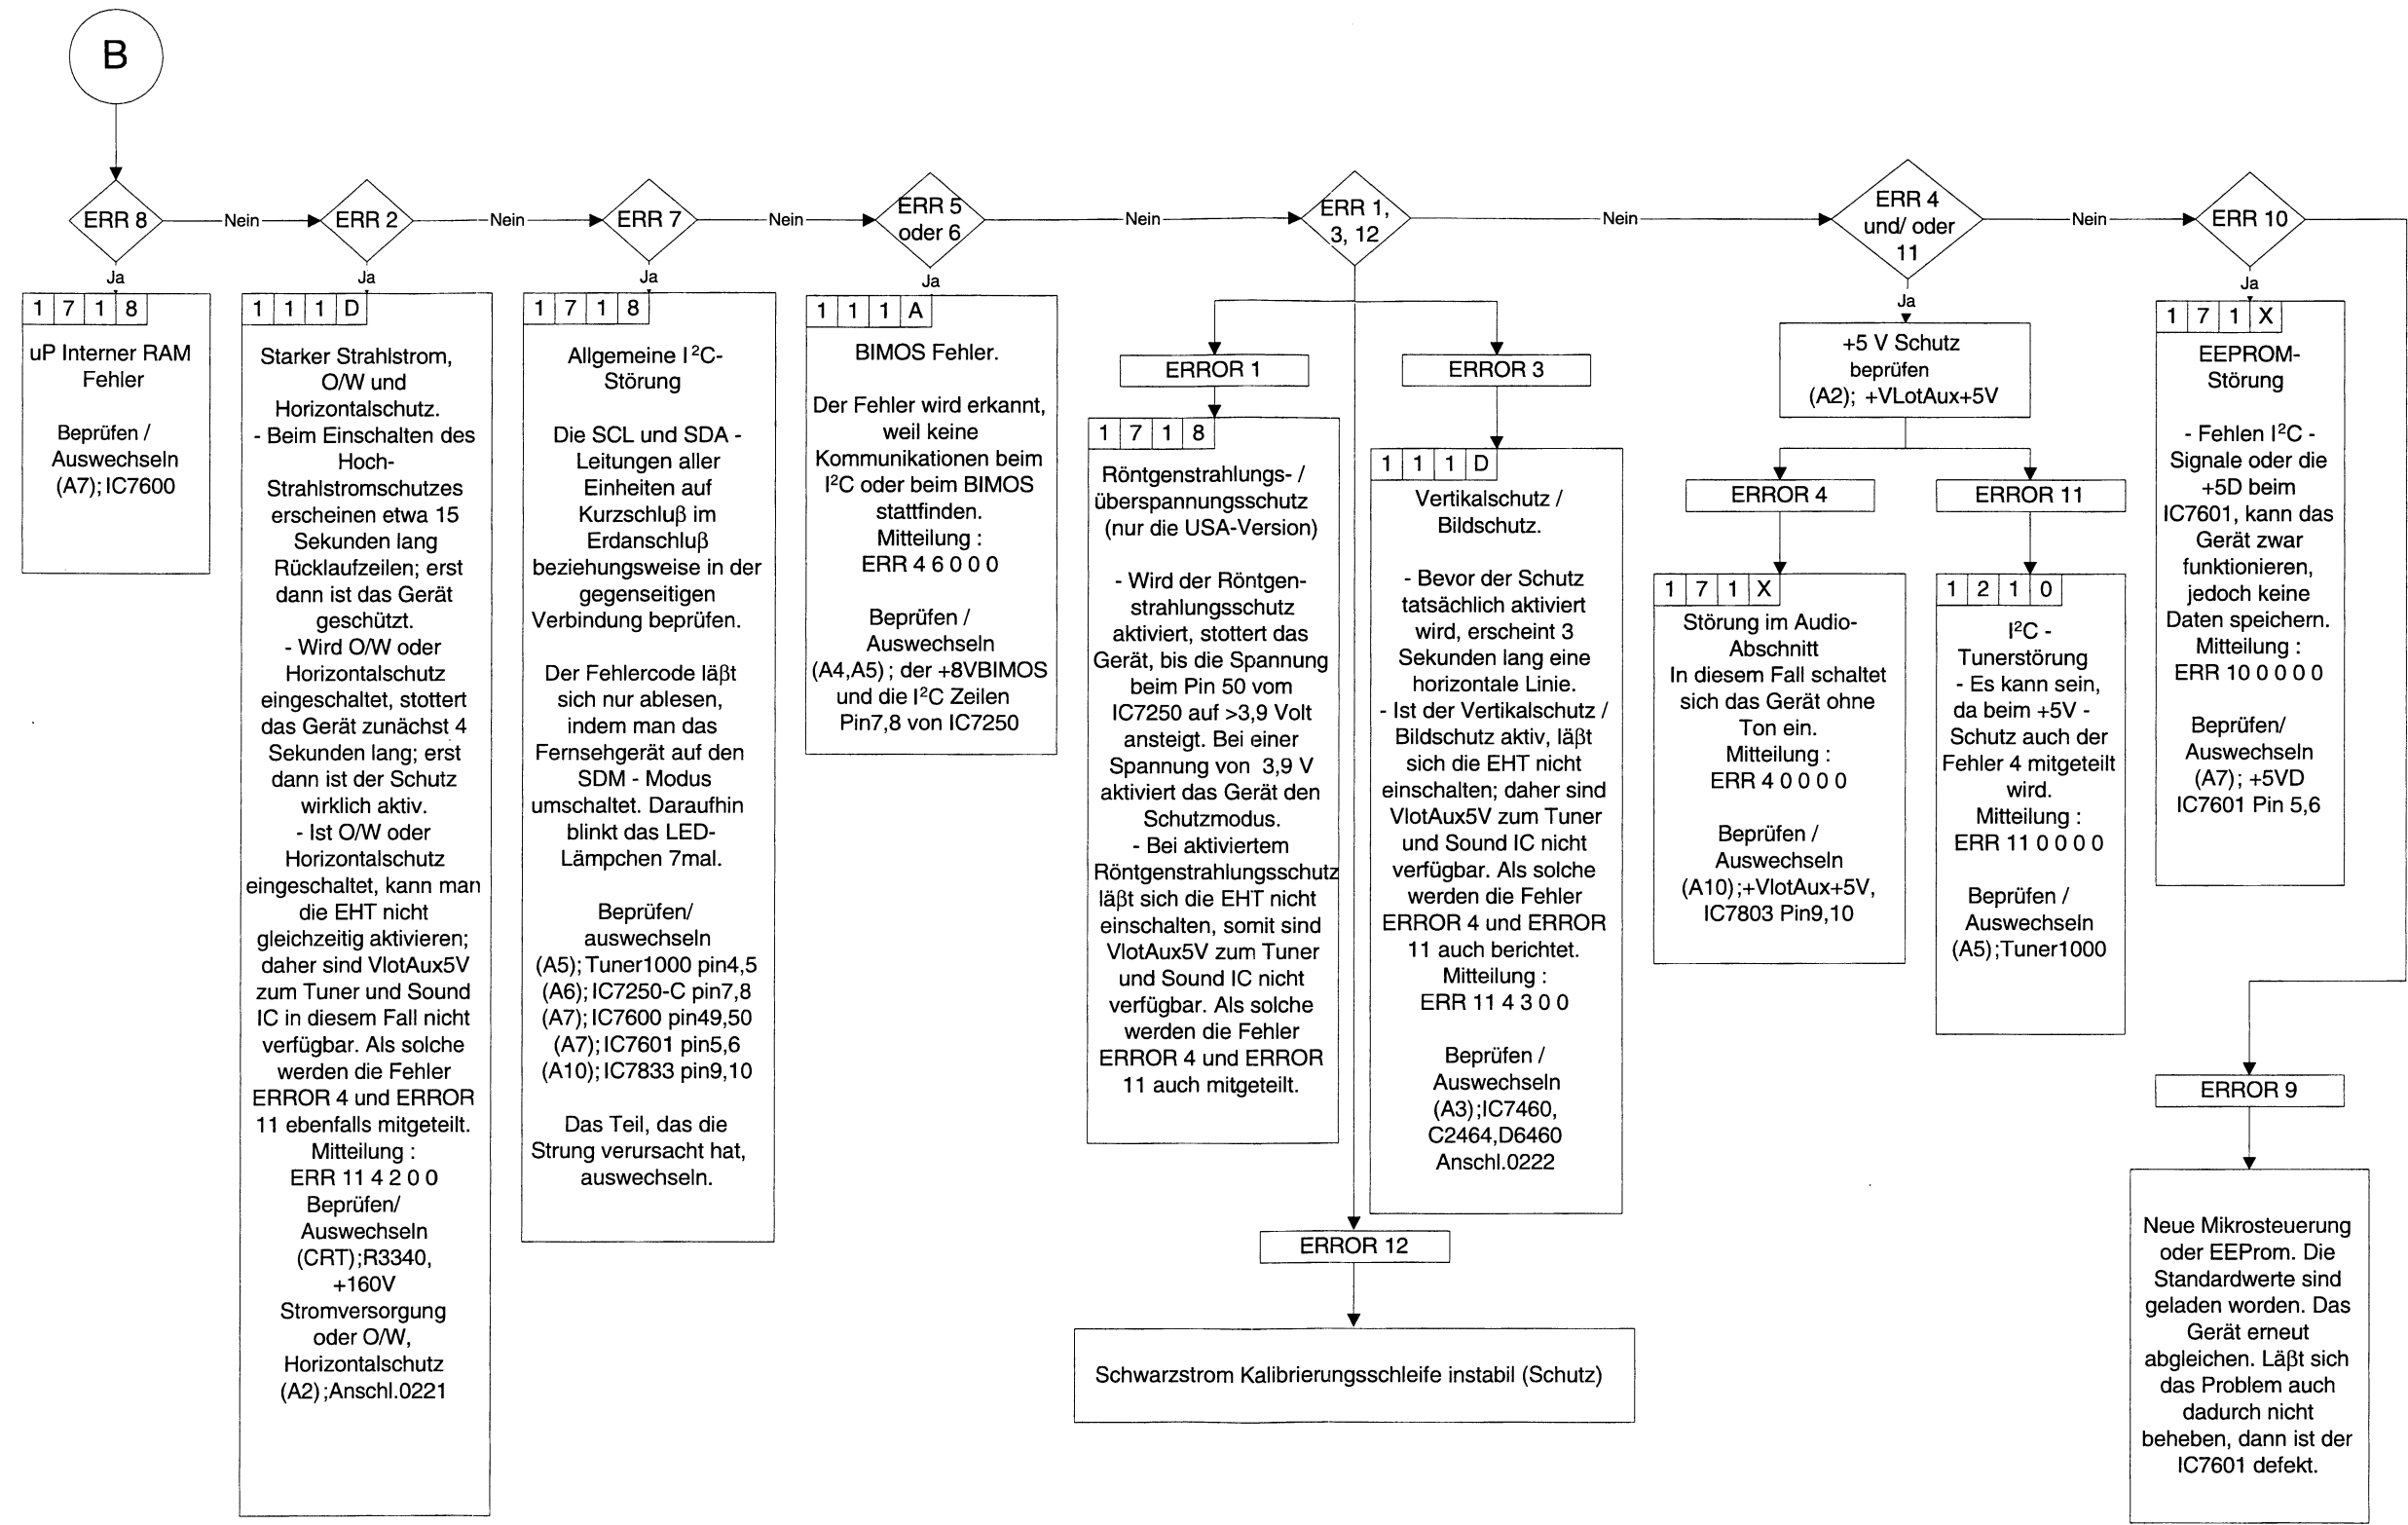 B
ERR 8
Nein
ERR 2
Nein
ERR 7
Nein
ERR 5
oder 6
Nein
ERR 1,
3, 12
Nein
ERR 4
und/ oder
11
Nein
ERR 10
Ja
1 7 1 8
uP Interner RAM
Fehler
Beprüfen /
Auswechseln
(A7); IC7600
Ja
1 1 1 D
Starker Strahlstrom,
O/W und
Horizontalschutz.
- Beim Einschalten des
Hoch-
Strahlstromschutzes
erscheinen etwa 15
Sekunden lang
Rücklaufzeilen; erst
dann ist das Gerät
geschützt.
- Wird O/W oder
Horizontalschutz
eingeschaltet, stottert
das Gerät zunächst 4
Sekunden lang; erst
dann ist der Schutz
wirklich aktiv.
- Ist O/W oder
Horizontalschutz
eingeschaltet, kann man
die EHT nicht
gleichzeitig aktivieren;
daher sind VlotAux5V
zum Tuner und Sound
IC in diesem Fall nicht
verfügbar. Als solche
werden die Fehler
ERROR 4 und ERROR
11 ebenfalls mitgeteilt.
Mitteilung :
ERR 11 4 2 0 0
Beprüfen/
Auswechseln
(CRT);R3340,
+160V
Stromversorgung
oder O/W,
Horizontalschutz
(A2);Anschl.0221
Ja
1 7 1 8
Allgemeine I²C-
Störung
Die SCL und SDA -
Leitungen aller
Einheiten auf
Kurzschluβ im
Erdanschluβ
beziehungsweise in der
gegenseitigen
Verbindung beprüfen.
Der Fehlercode läβt
sich nur ablesen,
indem man das
Fernsehgerät auf den
SDM - Modus
umschaltet. Daraufhin
blinkt das LED-
Lämpchen 7mal.
Beprüfen/
auswechseln
(A5); Tuner1000 pin4,5
(A6); IC7250-C pin7,8
(A7); IC7600 pin49,50
(A7); IC7601 pin5,6
(A10); IC7833 pin9,10
Das Teil, das die
Strung verursacht hat,
auswechseln.
Ja
1 1 1 A
BIMOS Fehler.
Der Fehler wird erkannt,
weil keine
Kommunikationen beim
I²C oder beim BIMOS
stattfinden.
Mitteilung :
ERR 4 6 0 0 0
Beprüfen /
Auswechseln
(A4,A5) ; der +8VBIMOS
und die I²C Zeilen
Pin7,8 von IC7250
ERROR 1
1 7 1 8
Röntgenstrahlungs- /
überspannungsschutz
(nur die USA-Version)
- Wird der Röntgen-
strahlungsschutz
aktiviert, stottert das
Gerät, bis die Spannung
beim Pin 50 vom
IC7250 auf >3,9 Volt
ansteigt. Bei einer
Spannung von 3,9 V
aktiviert das Gerät den
Schutzmodus.
- Bei aktiviertem
Röntgenstrahlungsschutz
läβt sich die EHT nicht
einschalten, somit sind
VlotAux5V zum Tuner
und Sound IC nicht
verfügbar. Als solche
werden die Fehler
ERROR 4 und ERROR
11 auch mitgeteilt.
ERROR 3
1 1 1 D
Vertikalschutz /
Bildschutz.
- Bevor der Schutz
tatsächlich aktiviert
wird, erscheint 3
Sekunden lang eine
horizontale Linie.
- Ist der Vertikalschutz /
Bildschutz aktiv, läβt
sich die EHT nicht
einschalten; daher sind
VlotAux5V zum Tuner
und Sound IC nicht
verfügbar. Als solche
werden die Fehler
ERROR 4 und ERROR
11 auch berichtet.
Mitteilung :
ERR 11 4 3 0 0
Beprüfen /
Auswechseln
(A3);IC7460,
C2464,D6460
Anschl.0222
ERROR 12
Schwarzstrom Kalibrierungsschleife instabil (Schutz)
Ja
+5 V Schutz
beprüfen
(A2); +VLotAux+5V
ERROR 4
1 7 1 X
Störung im Audio-
Abschnitt
In diesem Fall schaltet
sich das Gerät ohne
Ton ein.
Mitteilung :
ERR 4 0 0 0 0
Beprüfen /
Auswechseln
(A10);+VlotAux+5V,
IC7803 Pin9,10
ERROR 11
1 2 1 0
I²C -
Tunerstörung
- Es kann sein,
da beim +5V -
Schutz auch der
Fehler 4 mitgeteilt
wird.
Mitteilung :
ERR 11 0 0 0 0
Beprüfen /
Auswechseln
(A5);Tuner1000
Ja
1 7 1 X
EEPROM-
Störung
- Fehlen I²C -
Signale oder die
+5D beim
IC7601, kann das
Gerät zwar
funktionieren,
jedoch keine
Daten speichern.
Mitteilung :
ERR 10 0 0 0 0
Beprüfen/
Auswechseln
(A7); +5VD
IC7601 Pin 5,6
ERROR 9
Neue Mikrosteuerung
oder EEProm. Die
Standardwerte sind
geladen worden. Das
Gerät erneut
abgleichen. Läβt sich
das Problem auch
dadurch nicht
beheben, dann ist der
IC7601 defekt.